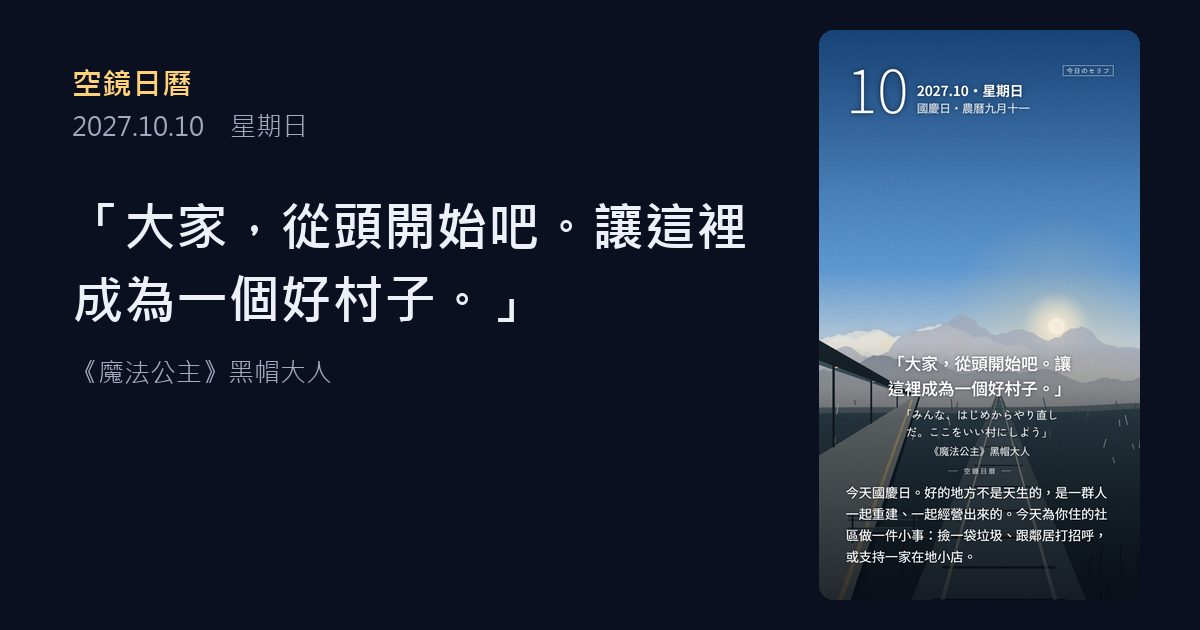 空鏡日曆
2027.10.10 星期日
「大家，從頭開始吧。讓這裡
成為一個好村子。」
《魔法公主》黑帽大人
今日のセリフ
10
2027.10・星期日
國慶日・農曆九月十一
「大家，從頭開始吧。讓
這裡成為一個好村子。」
「みんな、はじめからやり直し
だ。ここをいい村にしよう」
《魔法公主》黑帽大人
— 空鏡日曆 —
今天國慶日。好的地方不是天生的，是一群人
一起重建、一起經營出來的。今天為你住的社
區做一件小事：撿一袋垃圾、跟鄰居打招呼，
或支持一家在地小店。